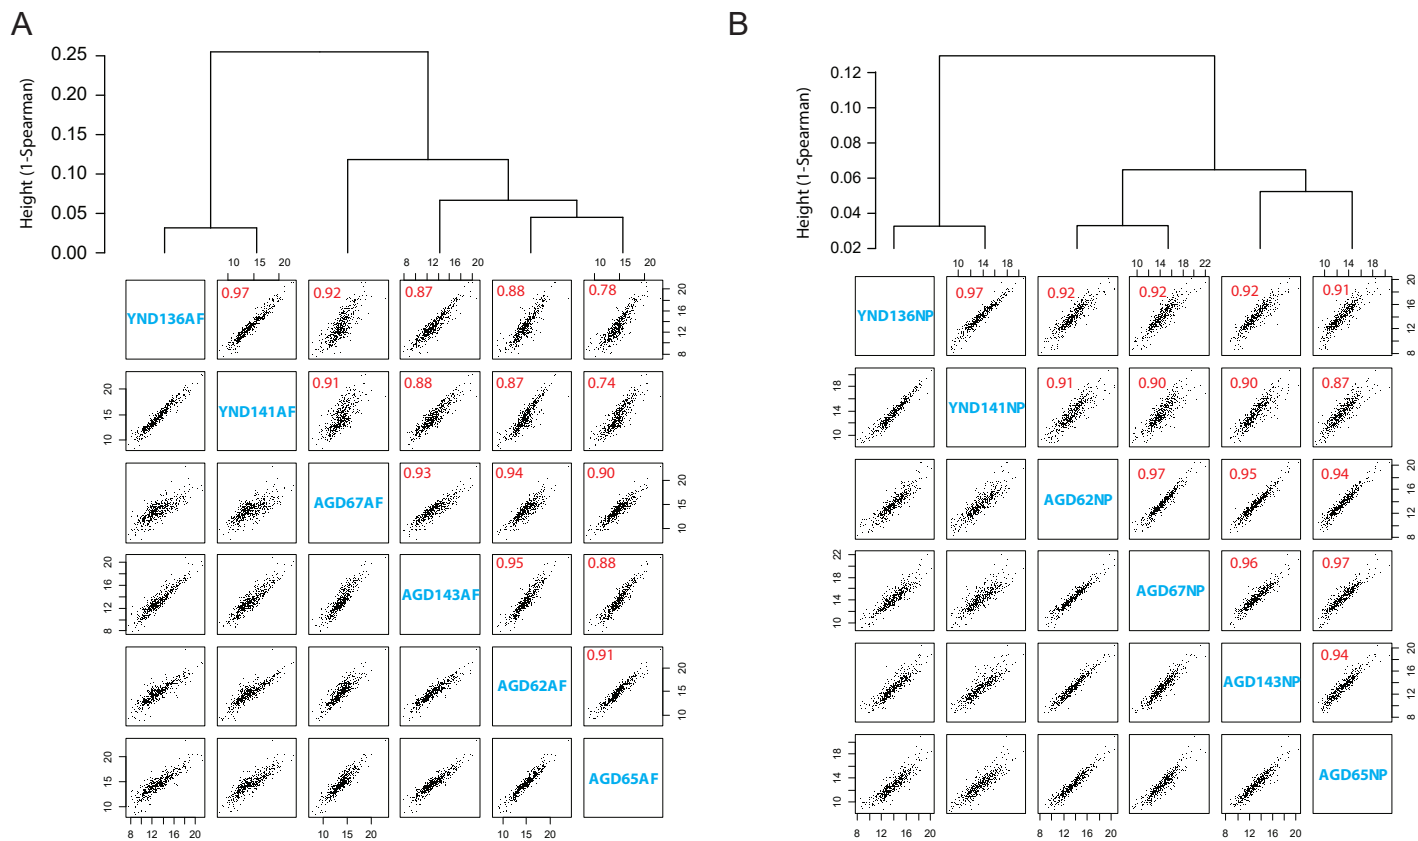 A
B
Height (1-Spearman)
0.25
0.20
0.15
0.10
0.05
0.00
10 15 20
8 12 14 16 18 20
10 15 20
YND136AF
0.97
0.92
0.87
0.88
0.78
8 12 16 20
10 15 20
YND141AF
0.91
0.88
0.87
0.74
AGD67AF
0.93
0.94
0.90
10 15 20
8 12 16 20
AGD143AF
0.95
0.88
AGD62AF
0.91
10 15 20
10 15 20
AGD65AF
8 12 16 20
10 15 20
10 15 20
Height (1-Spearman)
0.12
0.10
0.08
0.06
0.04
0.02
10 14 18
10 14 18 22
10 14 18
YND136NP
0.97
0.92
0.92
0.92
0.91
8 12 16 20
10 14 18
YND141NP
0.91
0.90
0.90
0.87
AGD62NP
0.97
0.95
0.94
8 12 16 20
10 14 18 22
AGD67NP
0.96
0.97
AGD143NP
0.94
8 12 16 20
10 14 18
AGD65NP
8 12 16 20
8 12 16 20
8 12 16 20